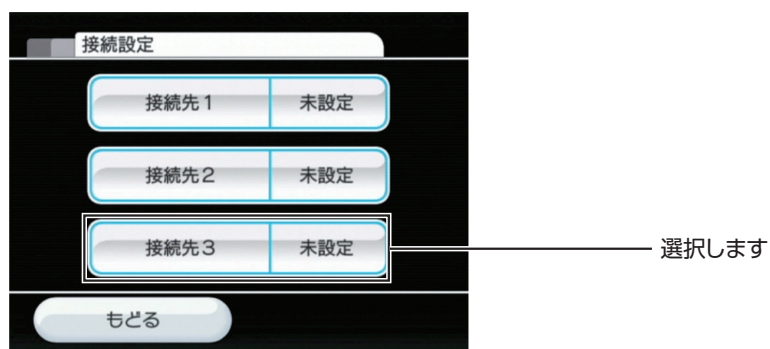 接続設定
接続先1 未設定
接続先2 未設定
接続先3 未設定
選択します
もどる